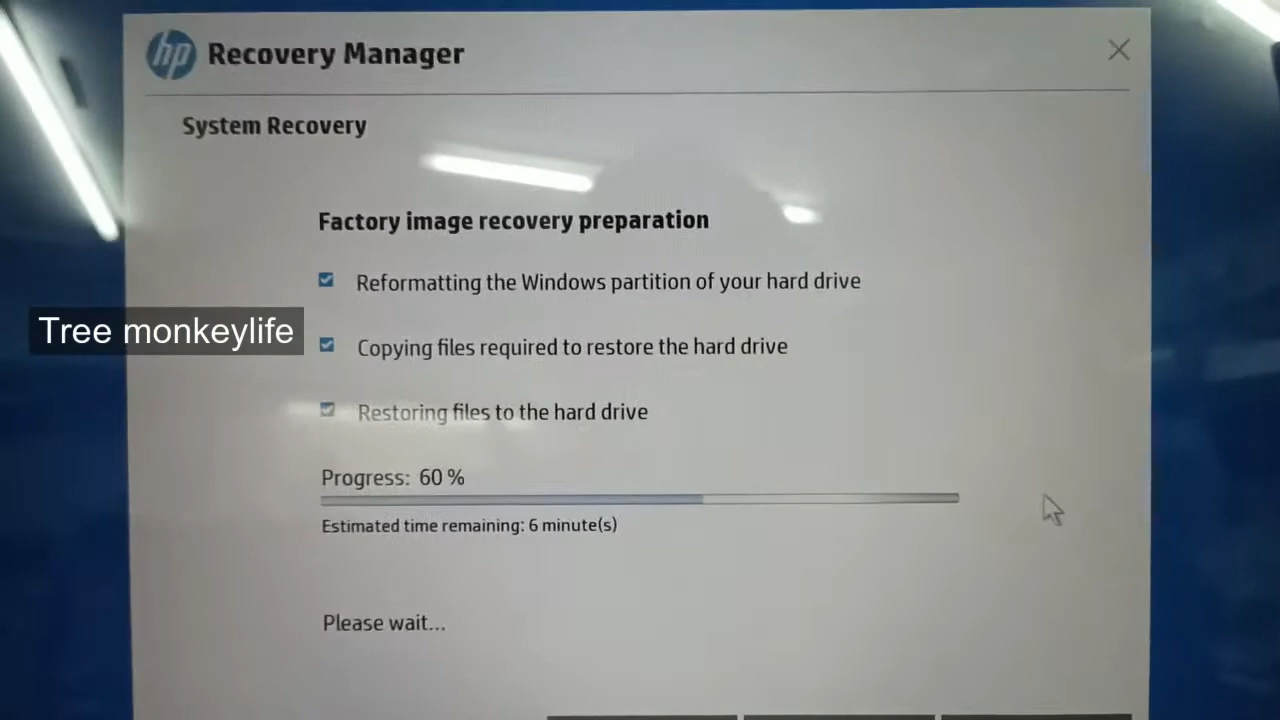 hp Recovery Manager
System Recovery
Factory image recovery preparation
Reformatting the Windows partition of your hard drive
Tree monkeylife
Copying files required to restore the hard drive
Restoring files to the hard drive
Progress: 60 %
Estimated time remaining: 6 minute(s)
Please wait...